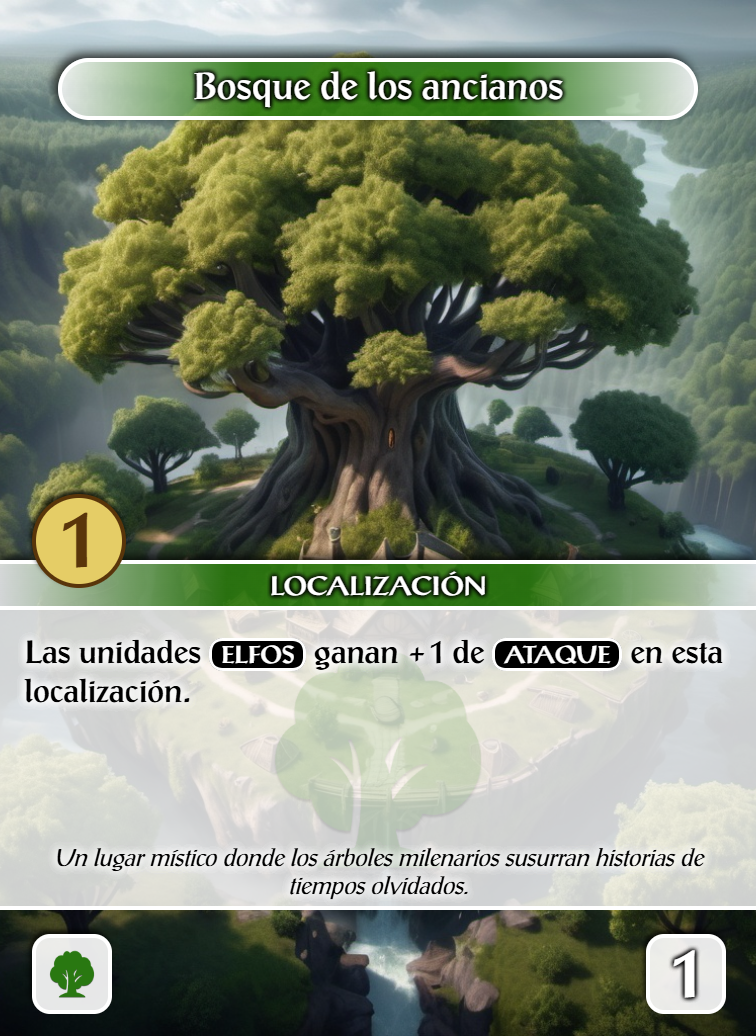 Bosque de los ancianos
1
LOCALIZACIÓN
Las unidades ELFOS ganan +1 de ATAQUE en esta
localización.
Un lugar místico donde los árboles milenarios susurran historias de
tiempos olvidados.
1